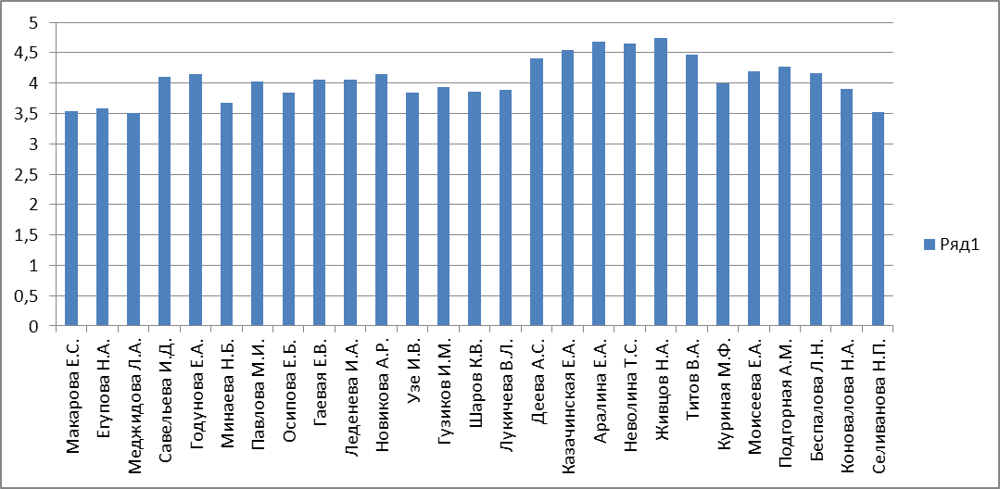 5
4,5
4
3,5
3
2,5
2
1,5
1
0,5
0
Макарова Е.С.
Егупова Н.А.
Меджидова Л.А.
Савельева И.Д.
Годунова Е.А.
Минаева Н.Б.
Павлова М.И.
Осипова Е.Б.
Гаевая Е.В.
Леденева И.А.
Новикова А.Р.
Узе И.В.
Гузиков И.М.
Шаров К.В.
Лукичева В.Л.
Деева А.С.
Казачинская Е.А.
Аралина Е.А.
Неволина Т.С.
Живцов Н.А.
Титов В.А.
Куриная М.Ф.
Моисеева Е.А.
Подгорная А.М.
Беспалова Л.Н.
Коновалова Н.А.
Селиванова Н.П.
Ряд1